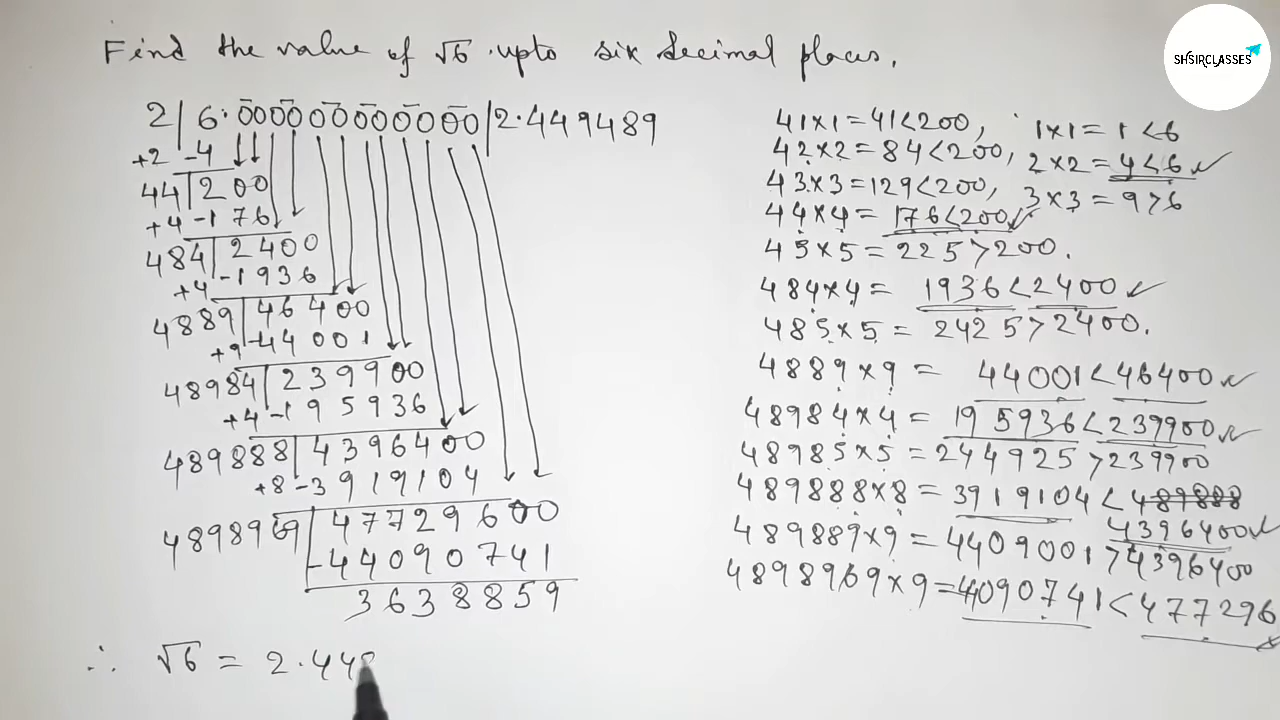 Find the value of √6 upto six decimal places.
SHSIRCLASSES
2 | 6.000000000000 | 2.449489
+2 -4
44 | 200
+4 -176
484 | 2400
+4 -1936
4889 | 46400
+9 -44001
48984 | 239900
+4 -195936
489888 | 4396400
+8 -3919104
4898969 | 47729600
-44090741
3638859
∴ √6 = 2.449
41×1=41<200,
42×2=84<200,
43×3=129<200,
44×4=176<200✓
45×5=225>200.
1×1=1<6
2×2=4<6✓
3×3=9>6
484×4=1936<2400✓
485×5=2425>2400.
4889×9=44001<46400✓
48984×4=195936<239900✓
48985×5=244925>239900
489888×8=3919104<489888
4396400✓
489889×9=4409001>4396400
4898969×9=44090741<477296